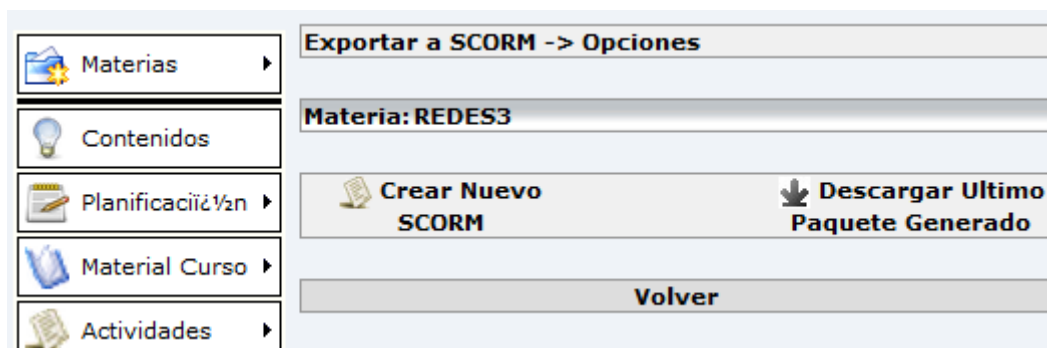 Materias
Contenidos
Planificaciï¿½n
Material Curso
Actividades
Exportar a SCORM -> Opciones
Materia: REDES3
Crear Nuevo
SCORM
Descargar Ultimo
Paquete Generado
Volver